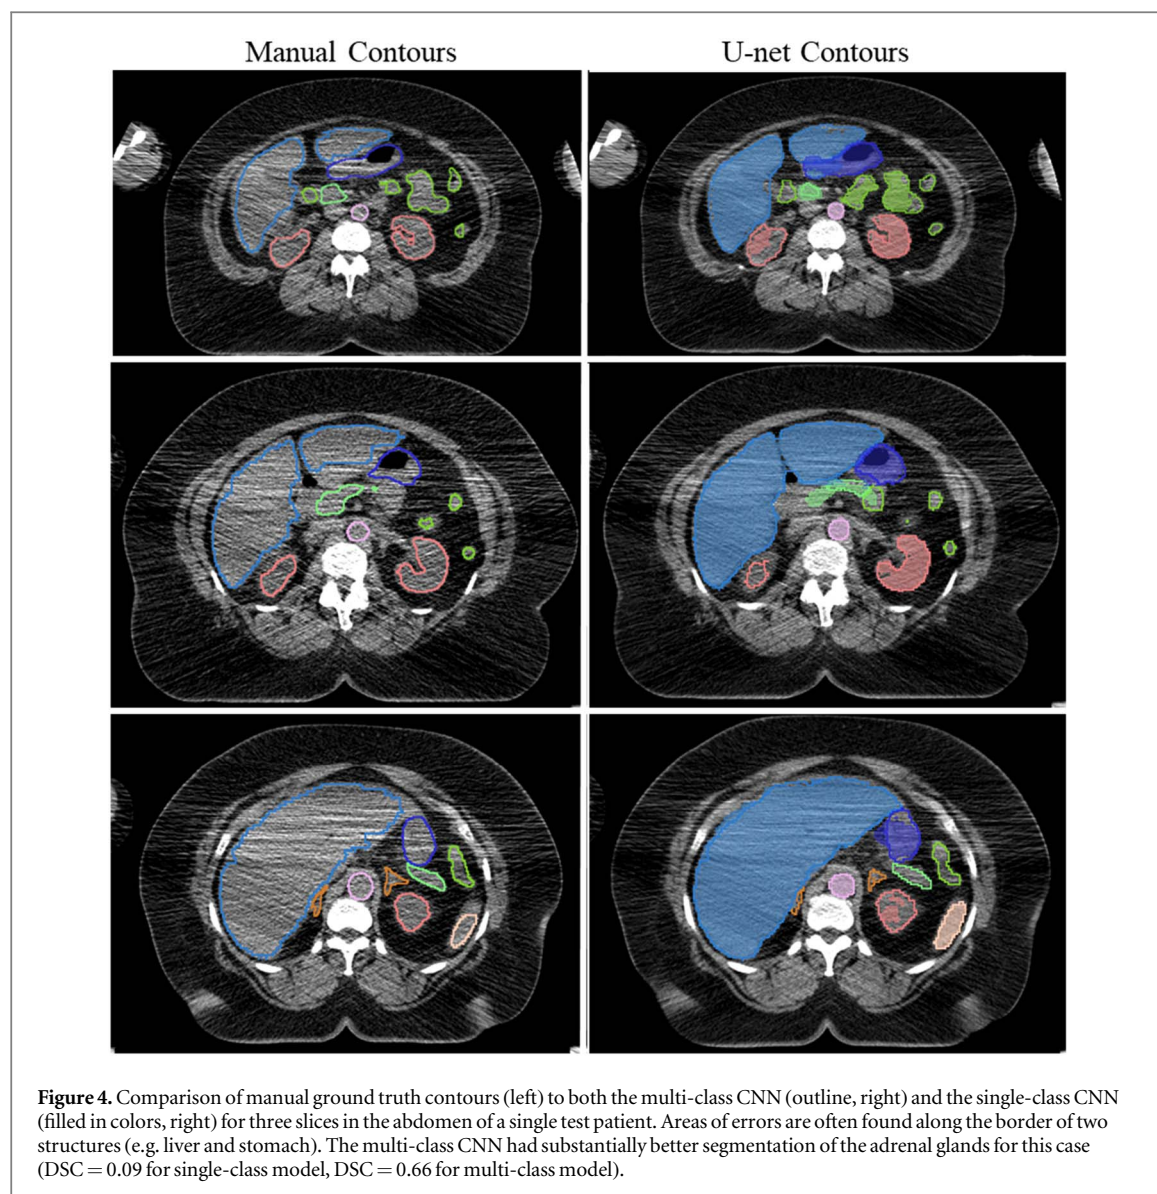 Manual Contours
U-net Contours
Figure 4. Comparison of manual ground truth contours (left) to both the multi-class CNN (outline, right) and the single-class CNN
(filled in colors, right) for three slices in the abdomen of a single test patient. Areas of errors are often found along the border of two
structures (e.g. liver and stomach). The multi-class CNN had substantially better segmentation of the adrenal glands for this case
(DSC = 0.09 for single-class model, DSC = 0.66 for multi-class model).